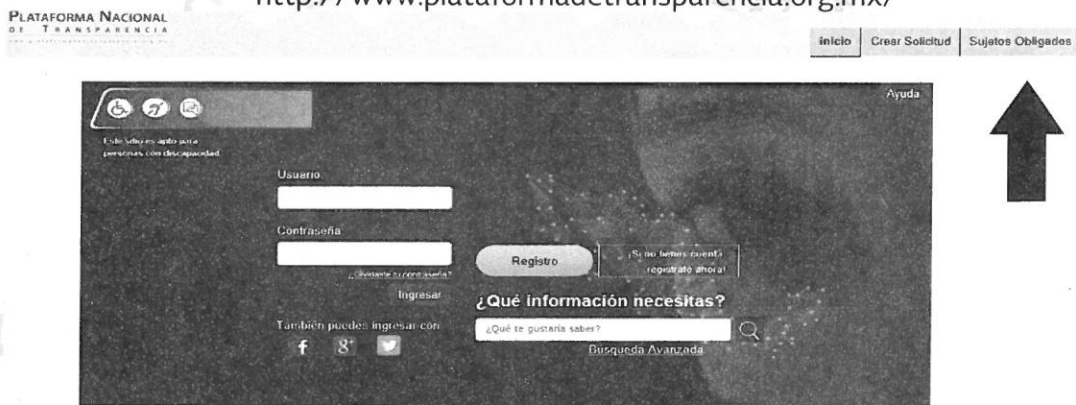 http://www.plataformadetransparencia.org.mx/
PLATAFORMA NACIONAL
DE TRANSPARENCIA
Inicio Crear Solicitud Sujetos Obligados
Ayuda
Este sitio es apto para
personas con discapacidad.
Usuario
Contraseña
¿Olvidaste tu contraseña?
Ingresar
Registro
¡Si no tienes cuenta
registrate ahora!
¿Qué información necesitas?
¿Qué te gustaría saber?
Búsqueda Avanzada
También puedes ingresar con
f 8+